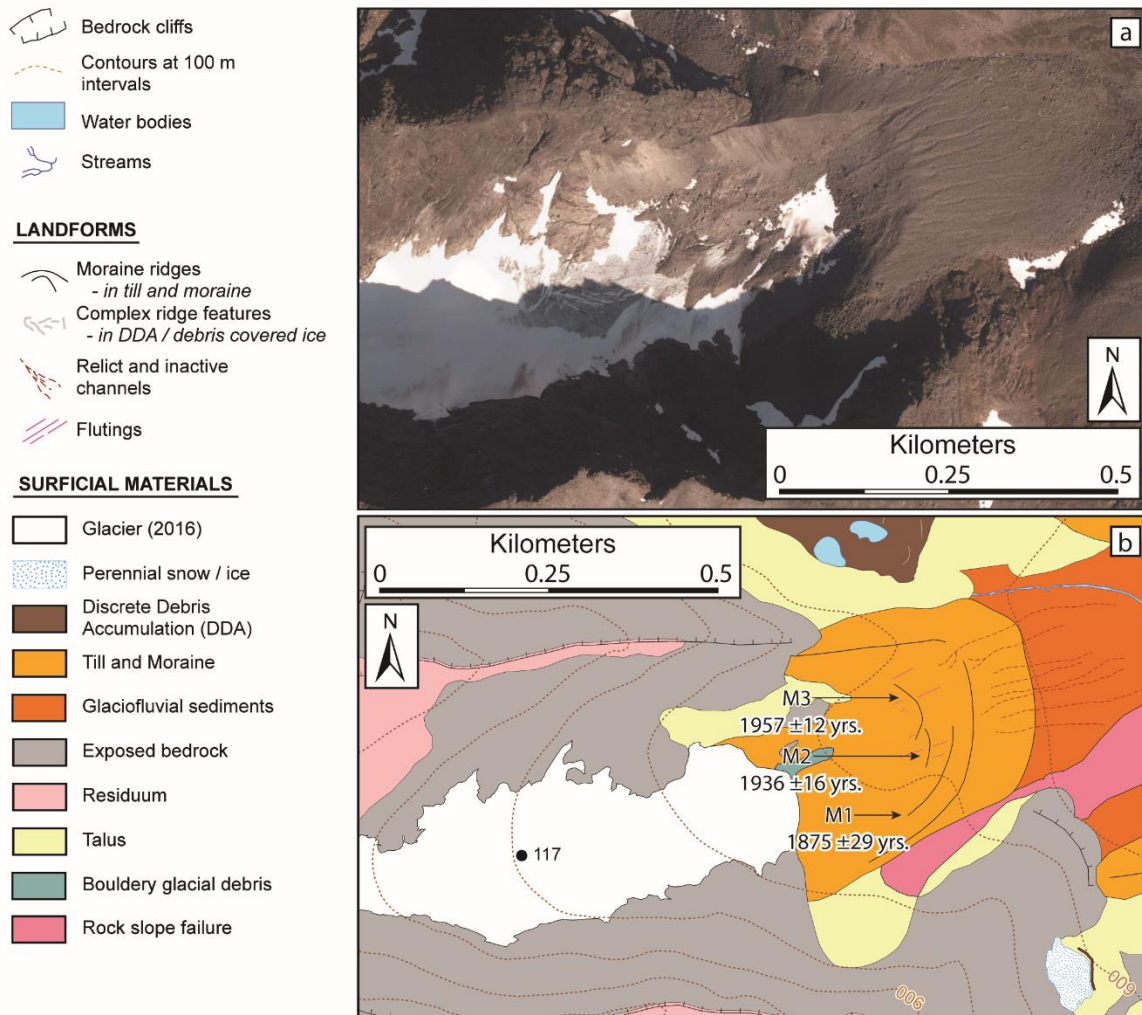 Bedrock cliffs
Contours at 100 m
intervals
Water bodies
Streams
LANDFORMS
Moraine ridges
- in till and moraine
Complex ridge features
- in DDA / debris covered ice
Relict and inactive
channels
Flutings
SURFICIAL MATERIALS
Glacier (2016)
Perennial snow / ice
Discrete Debris
Accumulation (DDA)
Till and Moraine
Glaciofluvial sediments
Exposed bedrock
Residuum
Talus
Bouldery glacial debris
Rock slope failure
a
N
Kilometers
0 0.25 0.5
b
Kilometers
0 0.25 0.5
N
M3
1957 ±12 yrs.
M2
1936 ±16 yrs.
M1
1875 ±29 yrs.
117
900
900